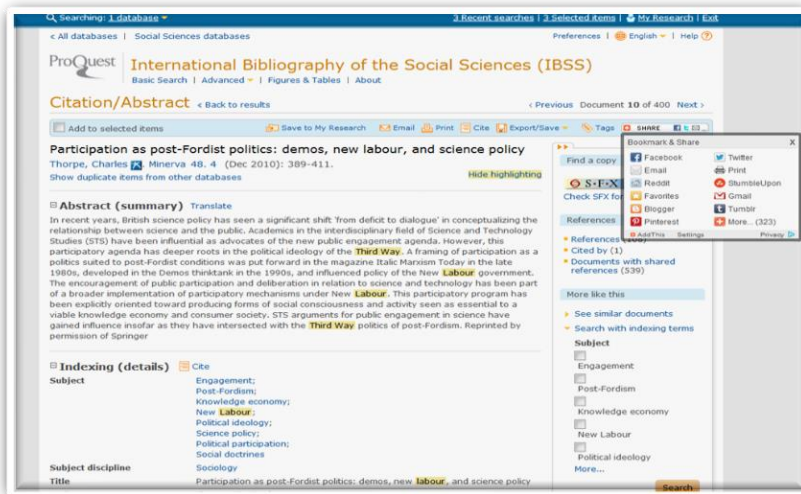 Searching: 1 database
3 Recent searches | 3 Selected items | My Research | Exit
< All databases | Social Sciences databases
Preferences | English | Help ?
ProQuest
International Bibliography of the Social Sciences (IBSS)
Basic Search | Advanced | Figures & Tables | About
Citation/Abstract < Back to results
< Previous Document 10 of 400 Next >
Add to selected items
Save to My Research Email Print Cite Export/Save Tags SHARE
Participation as post-Fordist politics: demos, new labour, and science policy
Thorpe, Charles. Minerva 48. 4 (Dec 2010): 389-411.
Show duplicate items from other databases
Hide highlighting
Abstract (summary) Translate
In recent years, British science policy has seen a significant shift 'from deficit to dialogue' in conceptualizing the
relationship between science and the public. Academics in the interdisciplinary field of Science and Technology
Studies (STS) have been influential as advocates of the new public engagement agenda. However, this
participatory agenda has deeper roots in the political ideology of the Third Way. A framing of participation as a
politics suited to post-Fordist conditions was put forward in the magazine Italic Marxism Today in the late
1980s, developed in the Demos thinktank in the 1990s, and influenced policy of the New Labour government.
The encouragement of public participation and deliberation in relation to science and technology has been part
of a broader implementation of participatory mechanisms under New Labour. This participatory program has
been explicitly oriented toward producing forms of social consciousness and activity seen as essential to a
viable knowledge economy and consumer society. STS arguments for public engagement in science have
gained influence insofar as they have intersected with the Third Way politics of post-Fordism. Reprinted by
permission of Springer
Indexing (details) Cite
Subject
Engagement;
Post-Fordism;
Knowledge economy;
New Labour;
Political ideology;
Science policy;
Political participation;
Social doctrines
Subject discipline
Sociology
Title
Participation as post-Fordist politics: demos, new labour, and science policy
Find a copy
S·F·X
Check SFX for
References
References
Cited by (1)
Documents with shared
references (539)
More like this
See similar documents
Search with indexing terms
Subject
Engagement
Post-Fordism
Knowledge economy
New Labour
Political ideology
More...
Search
Bookmark & Share X
Facebook Twitter
Email Print
Reddit StumbleUpon
Favorites Gmail
Blogger Tumblr
Pinterest More... (323)
AddThis Settings Privacy